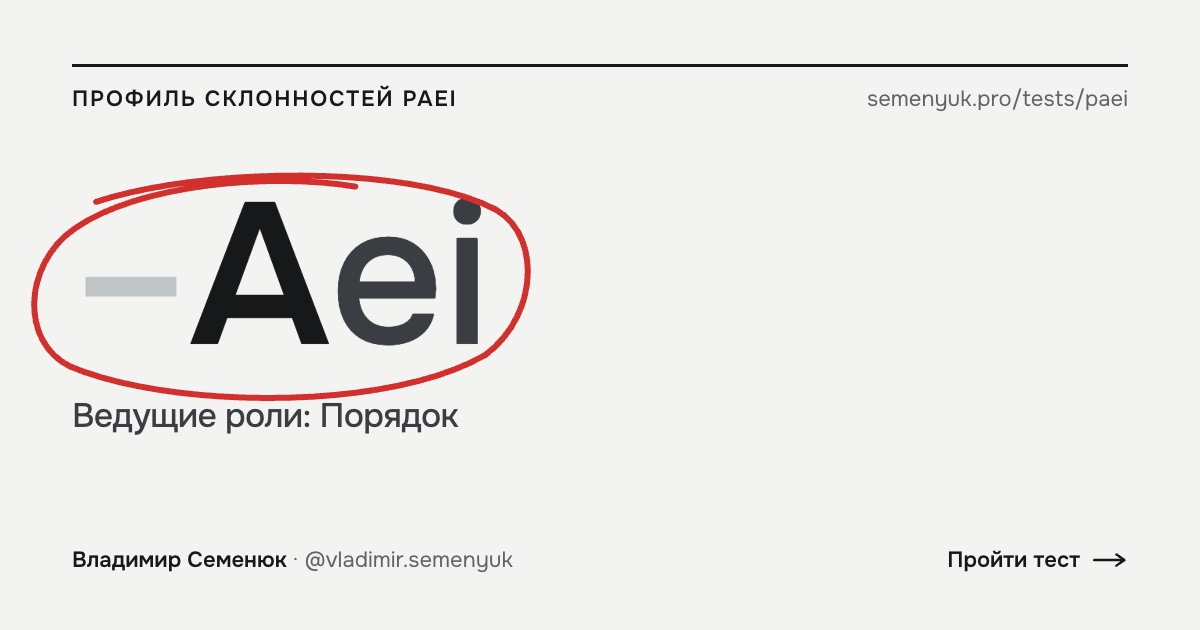 ПРОФИЛЬ СКЛОННОСТЕЙ PAEI
semenyuk.pro/tests/paei
–Aei
Ведущие роли: Порядок
Владимир Семенюк · @vladimir.semenyuk
Пройти тест →